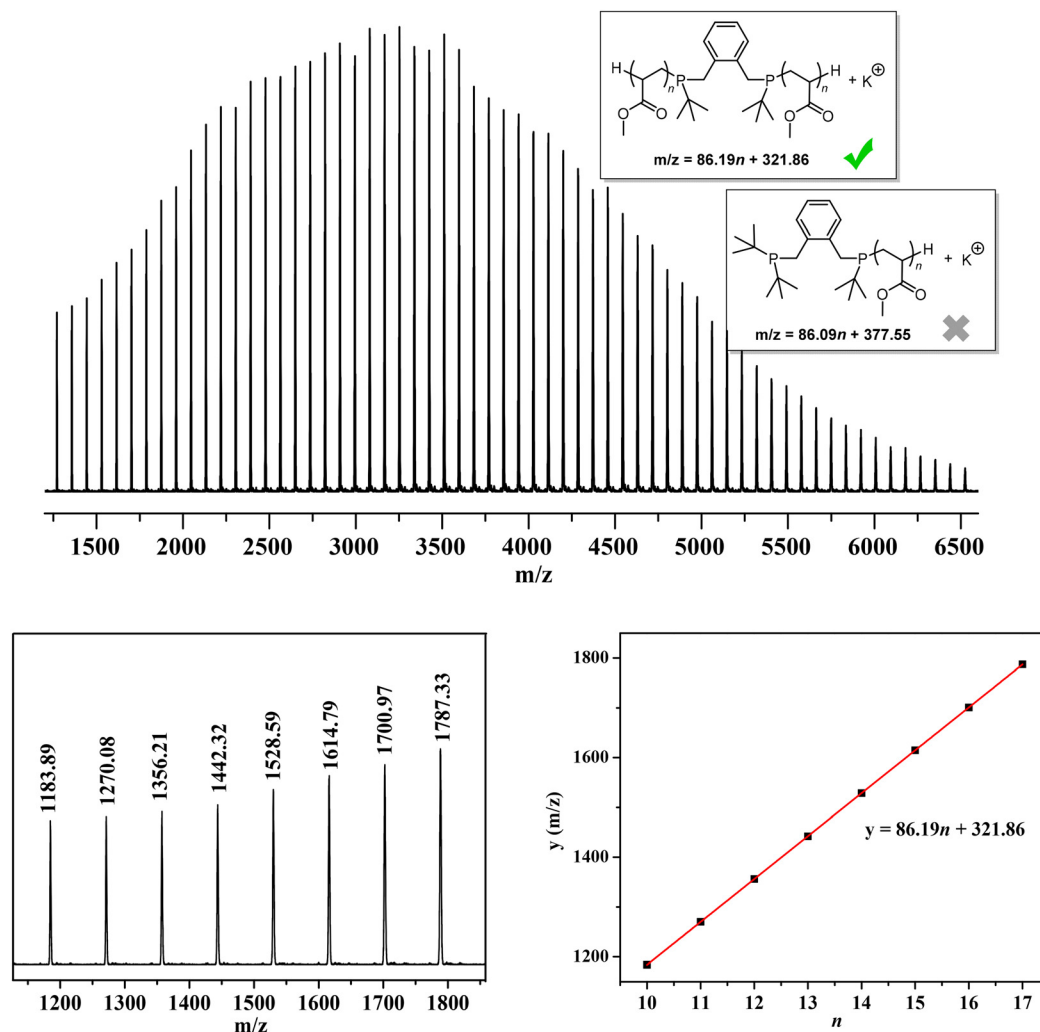 H
n
O
O
P
P
n
H
O
O
+ K⊕
m/z = 86.19n + 321.86
P
P
n
H
O
O
+ K⊕
m/z = 86.09n + 377.55
1500 2000 2500 3000 3500 4000 4500 5000 5500 6000 6500
m/z
1183.89
1270.08
1356.21
1442.32
1528.59
1614.79
1700.97
1787.33
1200 1300 1400 1500 1600 1700 1800
m/z
y (m/z)
1800
1600
1400
1200
y = 86.19n + 321.86
10 11 12 13 14 15 16 17
n